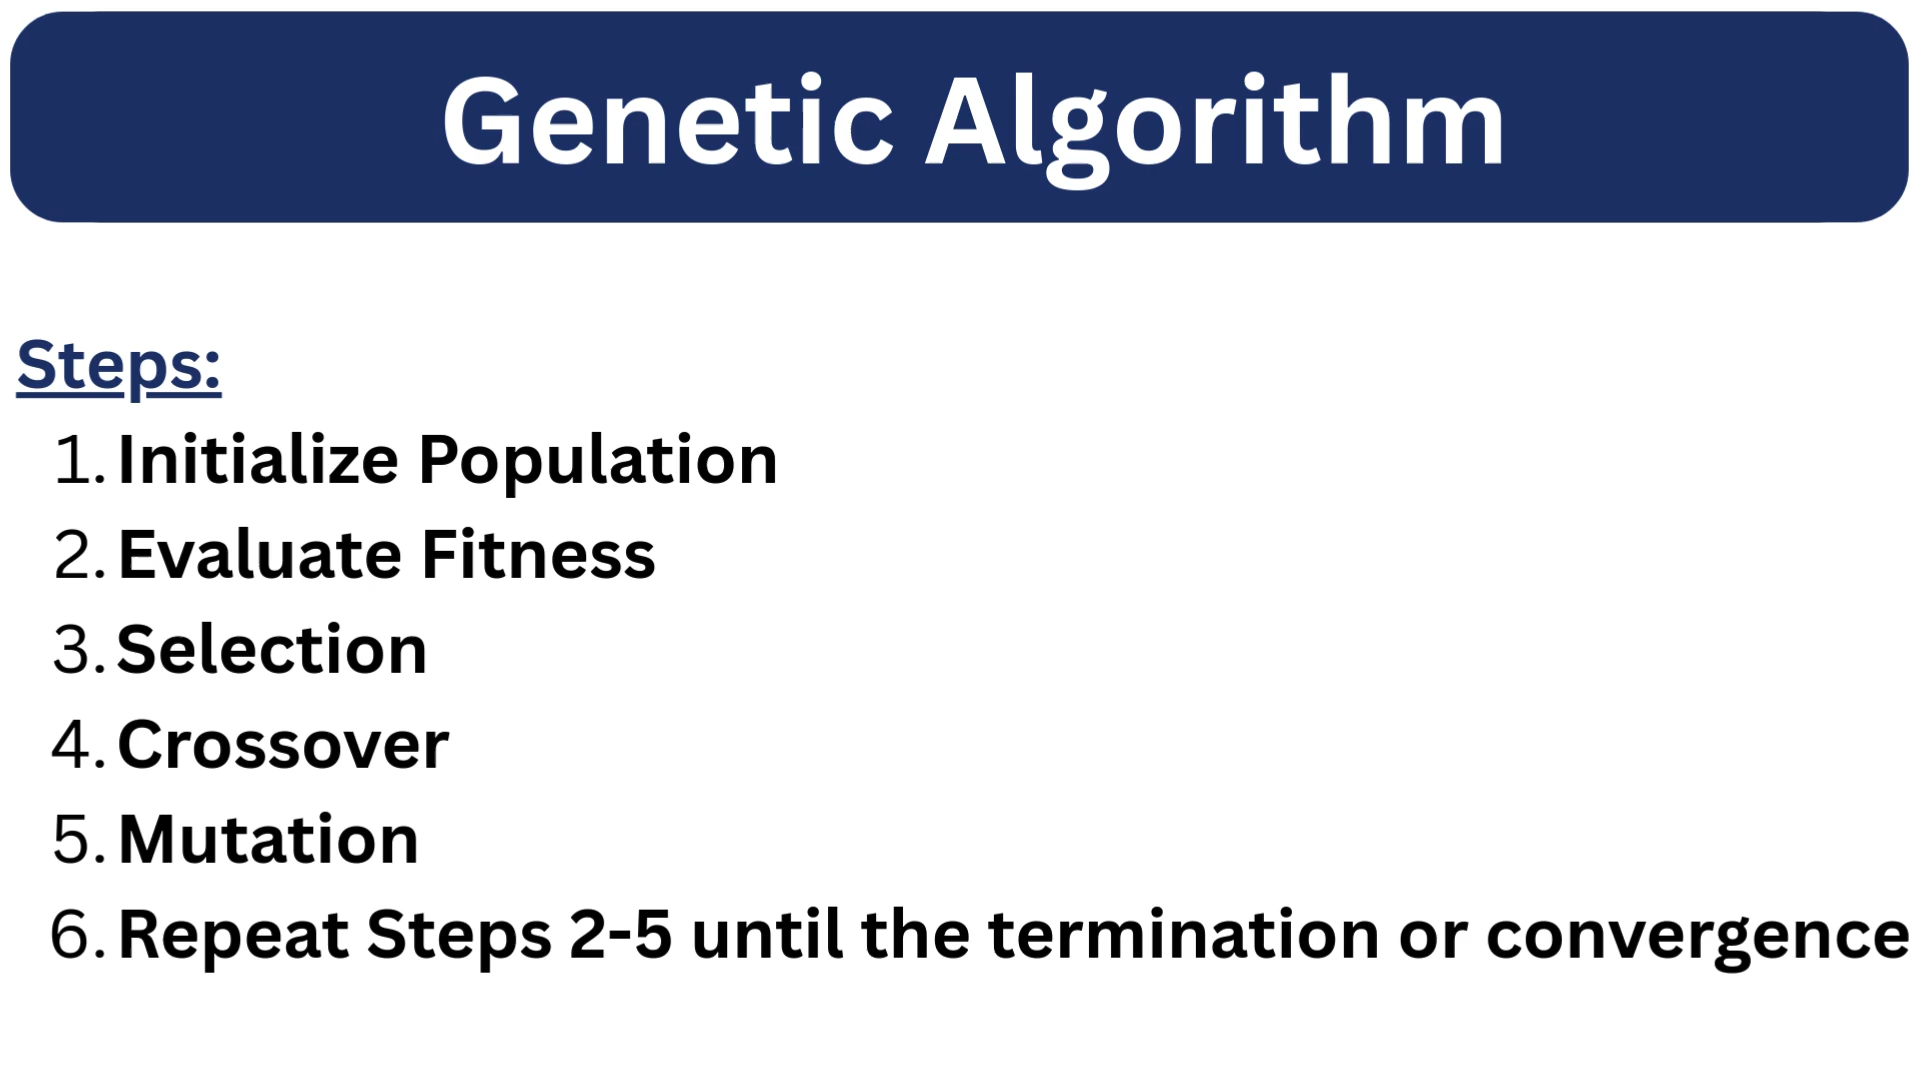 Genetic Algorithm
Steps:
1. Initialize Population
2. Evaluate Fitness
3. Selection
4. Crossover
5. Mutation
6. Repeat Steps 2-5 until the termination or convergence